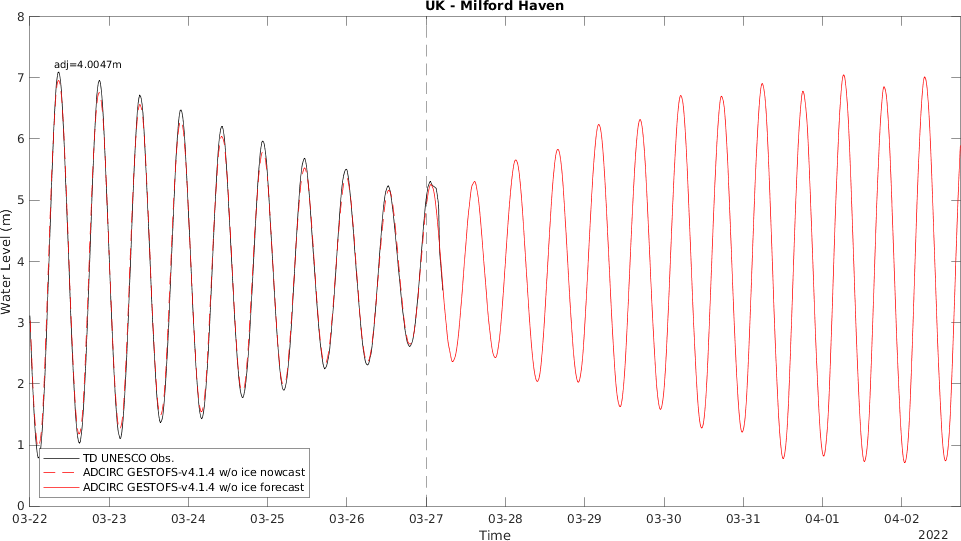 UK - Milford Haven
adj=4.0047m
Water Level (m)
8
7
6
5
4
3
2
1
0
TD UNESCO Obs.
ADCIRC GESTOFS-v4.1.4 w/o ice nowcast
ADCIRC GESTOFS-v4.1.4 w/o ice forecast
03-22 03-23 03-24 03-25 03-26 03-27 03-28 03-29 03-30 03-31 04-01 04-02
Time
2022